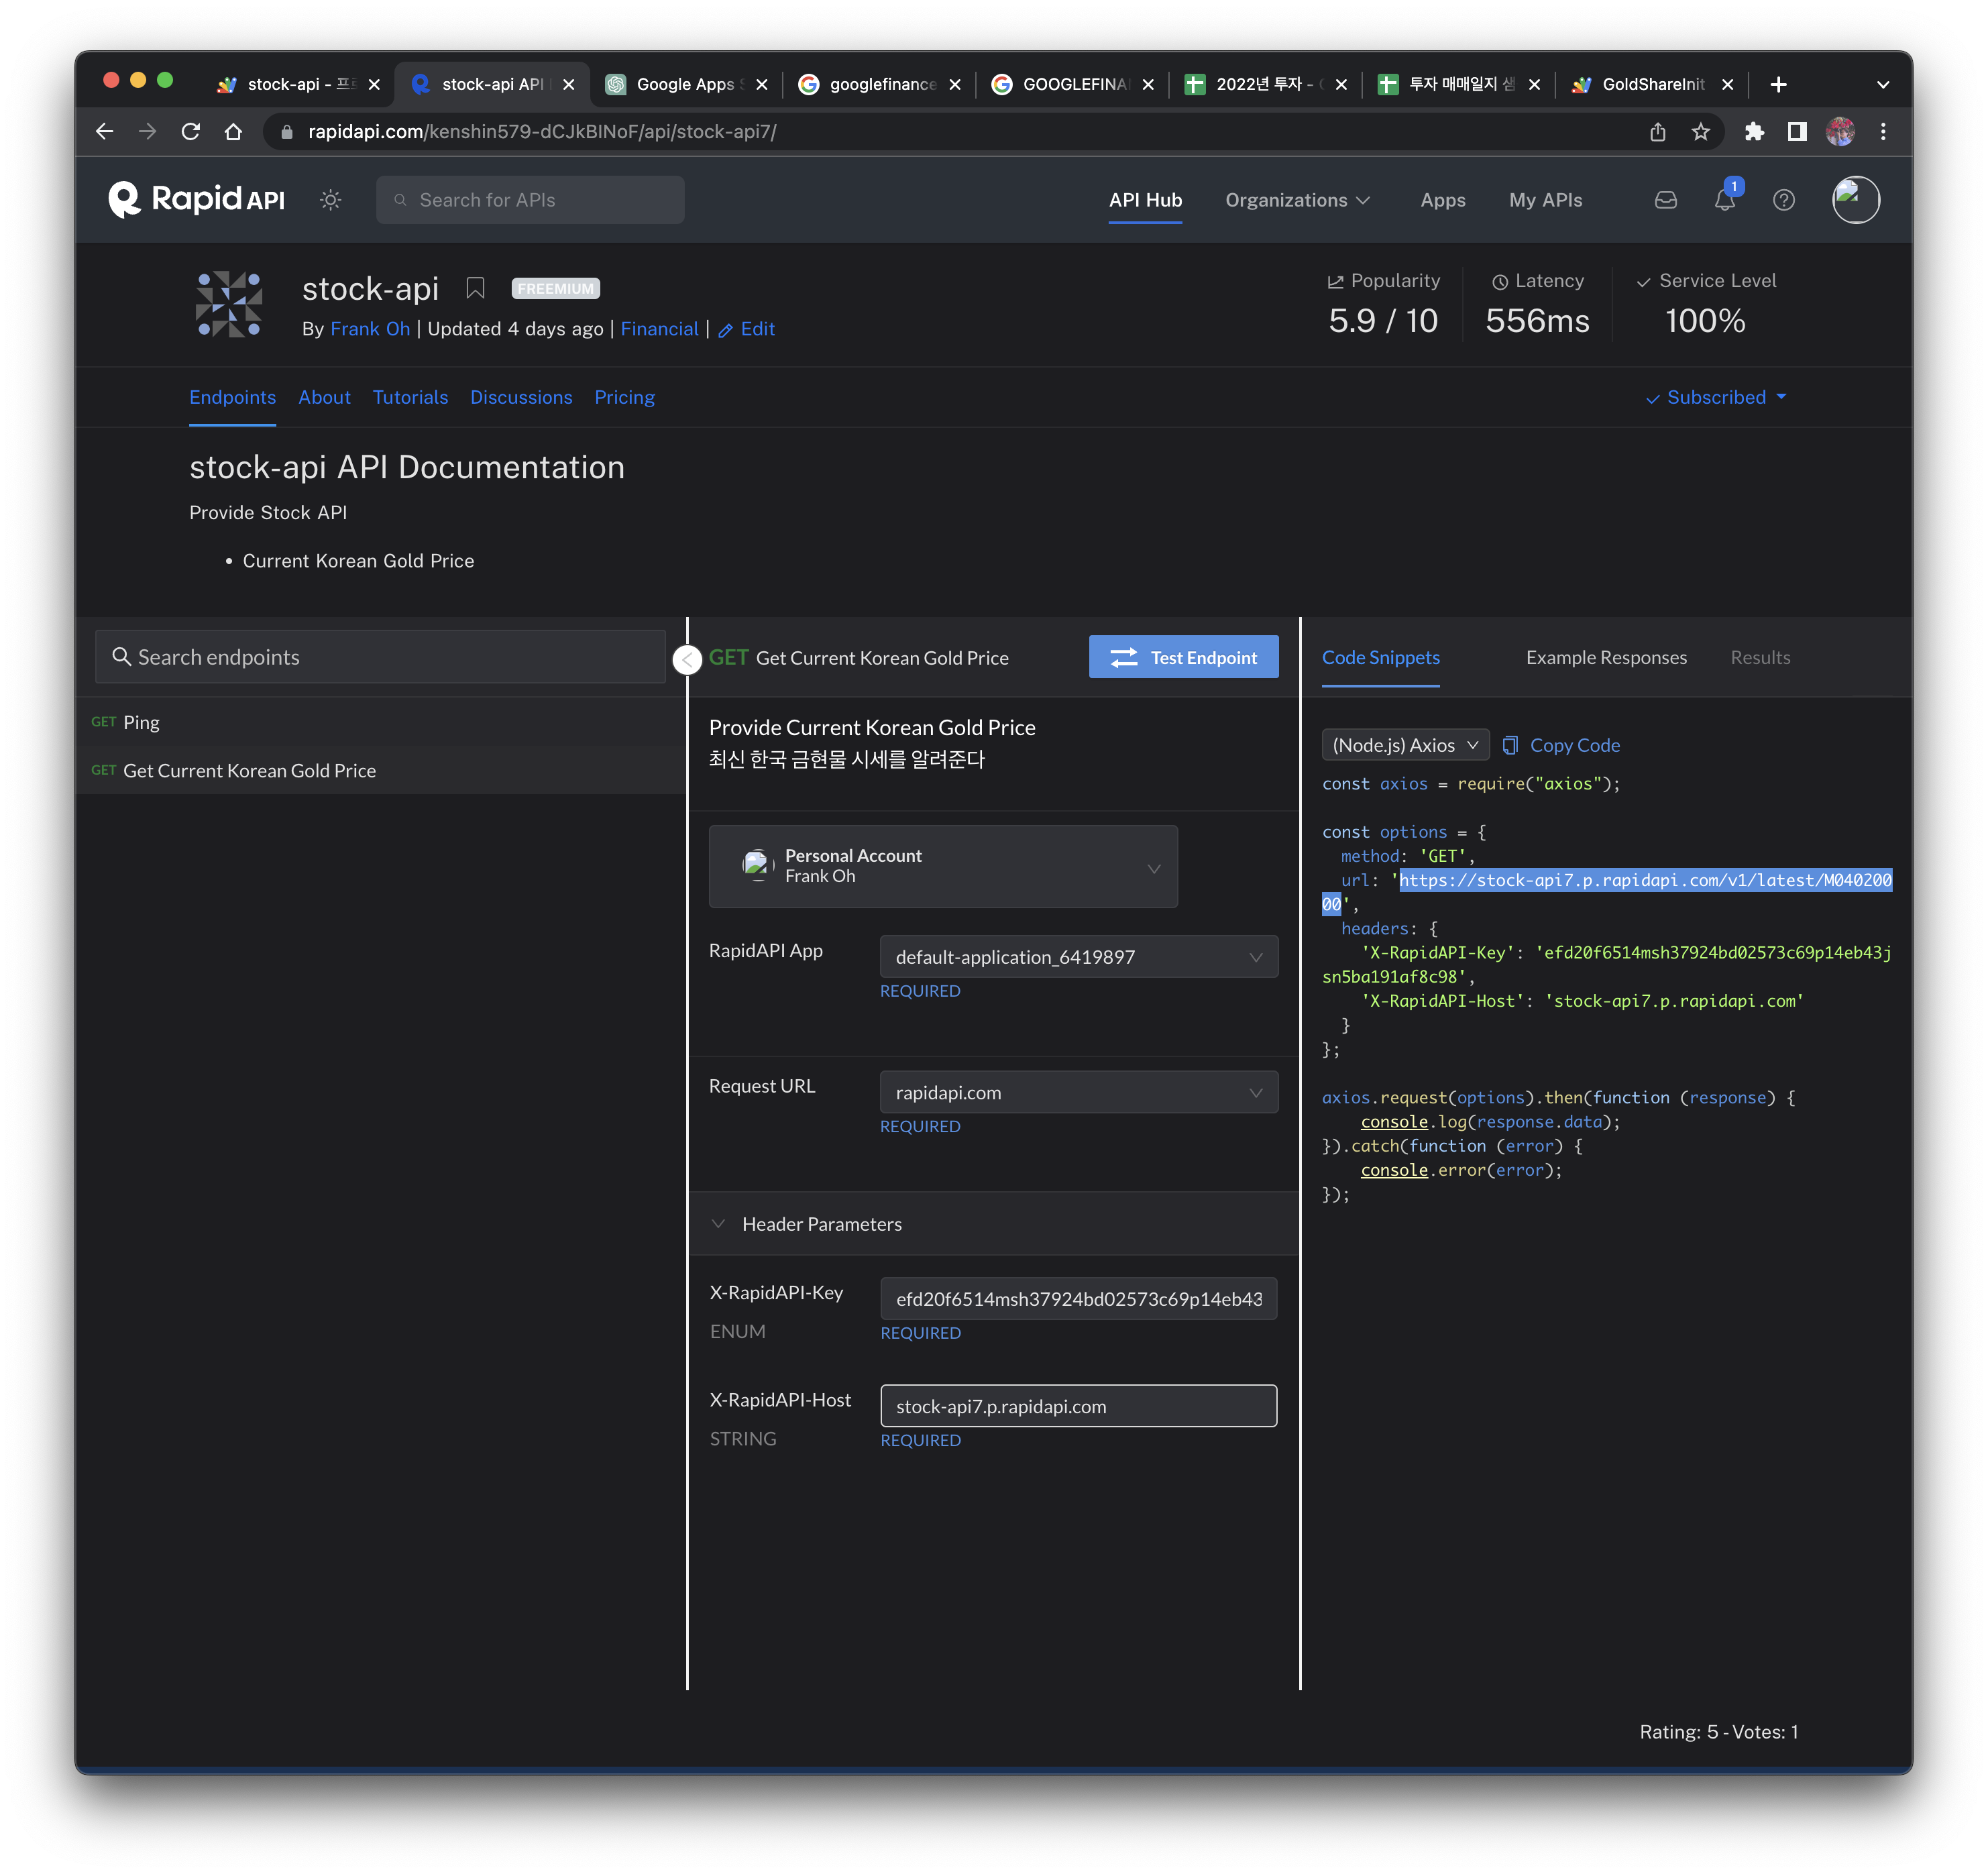 stock-api - 프
stock-api API
Google Apps S
googlefinance
GOOGLEFINA
2022년 투자 - G
투자 매매일지 샘
GoldShareInit
rapidapi.com/kenshin579-dCJkBINoF/api/stock-api7/
Rapid API
Search for APIs
API Hub
Organizations
Apps
My APIs
1
stock-api
FREEMIUM
By Frank Oh | Updated 4 days ago | Financial | Edit
Popularity
5.9 / 10
Latency
556ms
Service Level
100%
Endpoints
About
Tutorials
Discussions
Pricing
Subscribed
stock-api API Documentation
Provide Stock API
• Current Korean Gold Price
Search endpoints
GET Ping
GET Get Current Korean Gold Price
GET Get Current Korean Gold Price
Test Endpoint
Provide Current Korean Gold Price
최신 한국 금현물 시세를 알려준다
Personal Account
Frank Oh
RapidAPI App
default-application_6419897
REQUIRED
Request URL
rapidapi.com
REQUIRED
Header Parameters
X-RapidAPI-Key
ENUM
efd20f6514msh37924bd02573c69p14eb43
REQUIRED
X-RapidAPI-Host
STRING
stock-api7.p.rapidapi.com
REQUIRED
Code Snippets
Example Responses
Results
(Node.js) Axios
Copy Code
const axios = require("axios");
const options = {
method: 'GET',
url: 'https://stock-api7.p.rapidapi.com/v1/latest/M040200
00',
headers: {
'X-RapidAPI-Key': 'efd20f6514msh37924bd02573c69p14eb43j
sn5ba191af8c98',
'X-RapidAPI-Host': 'stock-api7.p.rapidapi.com'
}
};
axios.request(options).then(function (response) {
console.log(response.data);
}).catch(function (error) {
console.error(error);
});
Rating: 5 - Votes: 1